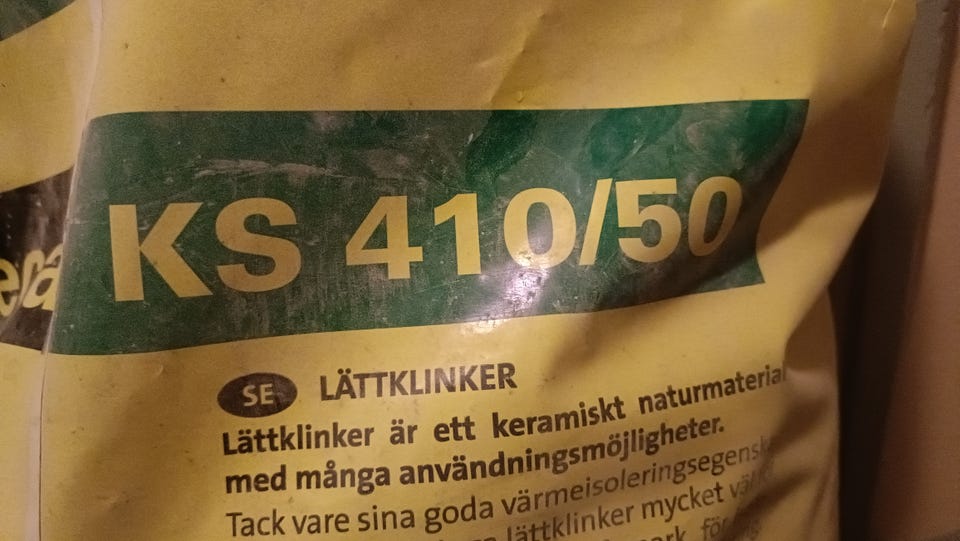 KS 410/50
SE LÄTTKLINKER
Lättklinker är ett keramiskt naturmaterial
med många användningsmöjligheter.
Tack vare sina goda värmeisoleringsegensk
lättklinker mycket
för